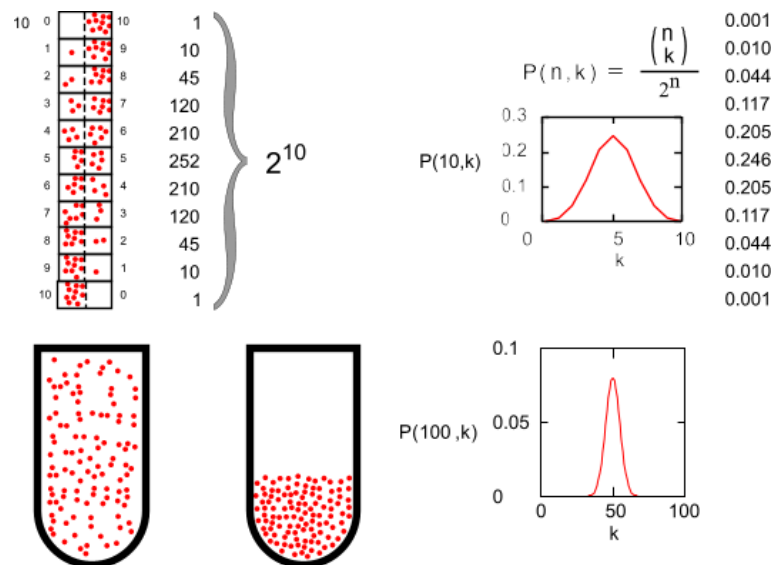 10 0 10 1 0.001
1 9 10 0.010
2 8 45 0.044
3 7 120 0.117
4 6 210 0.205
5 5 252 0.246
6 4 210 0.205
7 3 120 0.117
8 2 45 0.044
9 1 10 0.010
10 0 1 0.001
2^10
P(n,k) = (n k) / 2^n
P(10,k)
0.3
0.2
0.1
0
0 5 10
k
P(100,k)
0.1
0.05
0
0 50 100
k